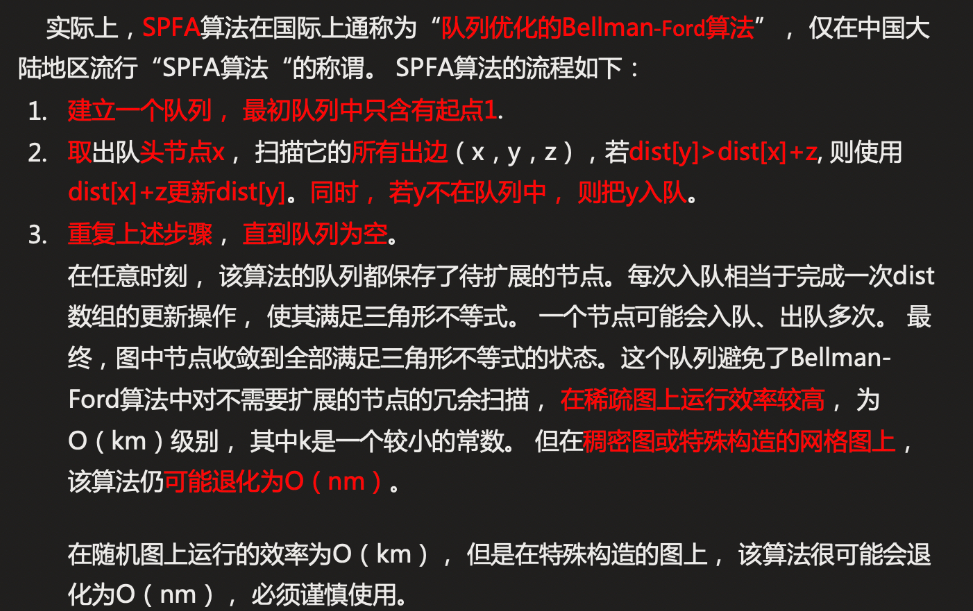 实际上，SPFA算法在国际上通称为“队列优化的Bellman-Ford算法”，仅在中国大
陆地区流行“SPFA算法“的称谓。 SPFA算法的流程如下：
1. 建立一个队列， 最初队列中只含有起点1.
2. 取出队头节点x， 扫描它的所有出边（x，y，z），若dist[y]>dist[x]+z, 则使用
dist[x]+z更新dist[y]。同时， 若y不在队列中， 则把y入队。
3. 重复上述步骤， 直到队列为空。
在任意时刻， 该算法的队列都保存了待扩展的节点。每次入队相当于完成一次dist
数组的更新操作， 使其满足三角形不等式。 一个节点可能会入队、出队多次。 最
终，图中节点收敛到全部满足三角形不等式的状态。这个队列避免了Bellman-
Ford算法中对不需要扩展的节点的冗余扫描， 在稀疏图上运行效率较高， 为
O（km）级别， 其中k是一个较小的常数。 但在稠密图或特殊构造的网格图上，
该算法仍可能退化为O（nm）。
在随机图上运行的效率为O（km）， 但是在特殊构造的图上， 该算法很可能会退
化为O（nm）， 必须谨慎使用。